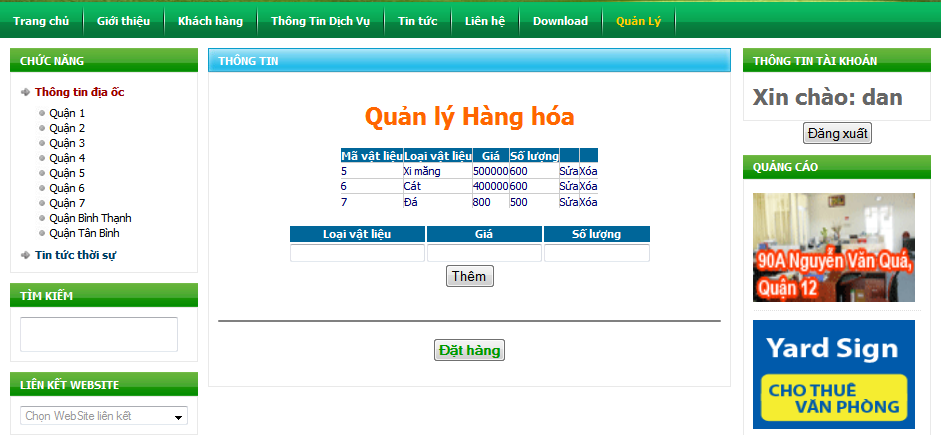 Trang chủ Giới thiệu Khách hàng Thông Tin Dịch Vụ Tin tức Liên hệ Download Quản Lý
CHỨC NĂNG
Thông tin địa ốc
Quận 1
Quận 2
Quận 3
Quận 4
Quận 5
Quận 6
Quận 7
Quận Bình Thạnh
Quận Tân Bình
Tin tức thời sự
TÌM KIẾM
LIÊN KẾT WEBSITE
Chọn WebSite liên kết
THÔNG TIN
Quản lý Hàng hóa
Mã vật liệu Loại vật liệu Giá Số lượng
5 Xi măng 500000 600 Sửa Xóa
6 Cát 400000 600 Sửa Xóa
7 Đá 800 500 Sửa Xóa
Loại vật liệu Giá Số lượng
Thêm
Đặt hàng
THÔNG TIN TÀI KHOẢN
Xin chào: dan
Đăng xuất
QUẢNG CÁO
90A Nguyễn Văn Quá,
Quận 12
Yard Sign
CHO THUÊ
VĂN PHÒNG